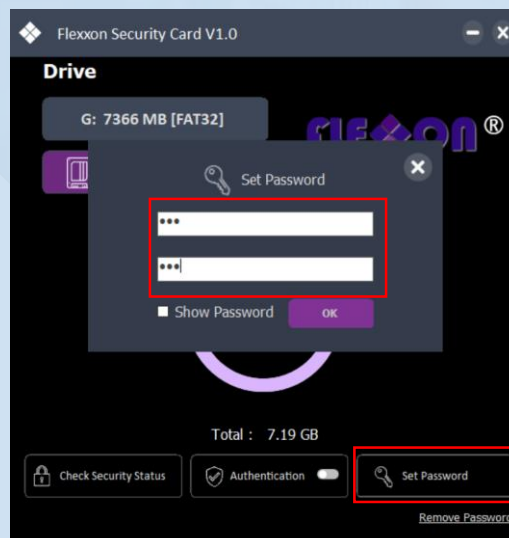 Flexxon Security Card V1.0
Drive
G: 7366 MB [FAT32]
FLEXXON®
Set Password
•••
•••
Show Password
OK
Total : 7.19 GB
Check Security Status
Authentication
Set Password
Remove Password